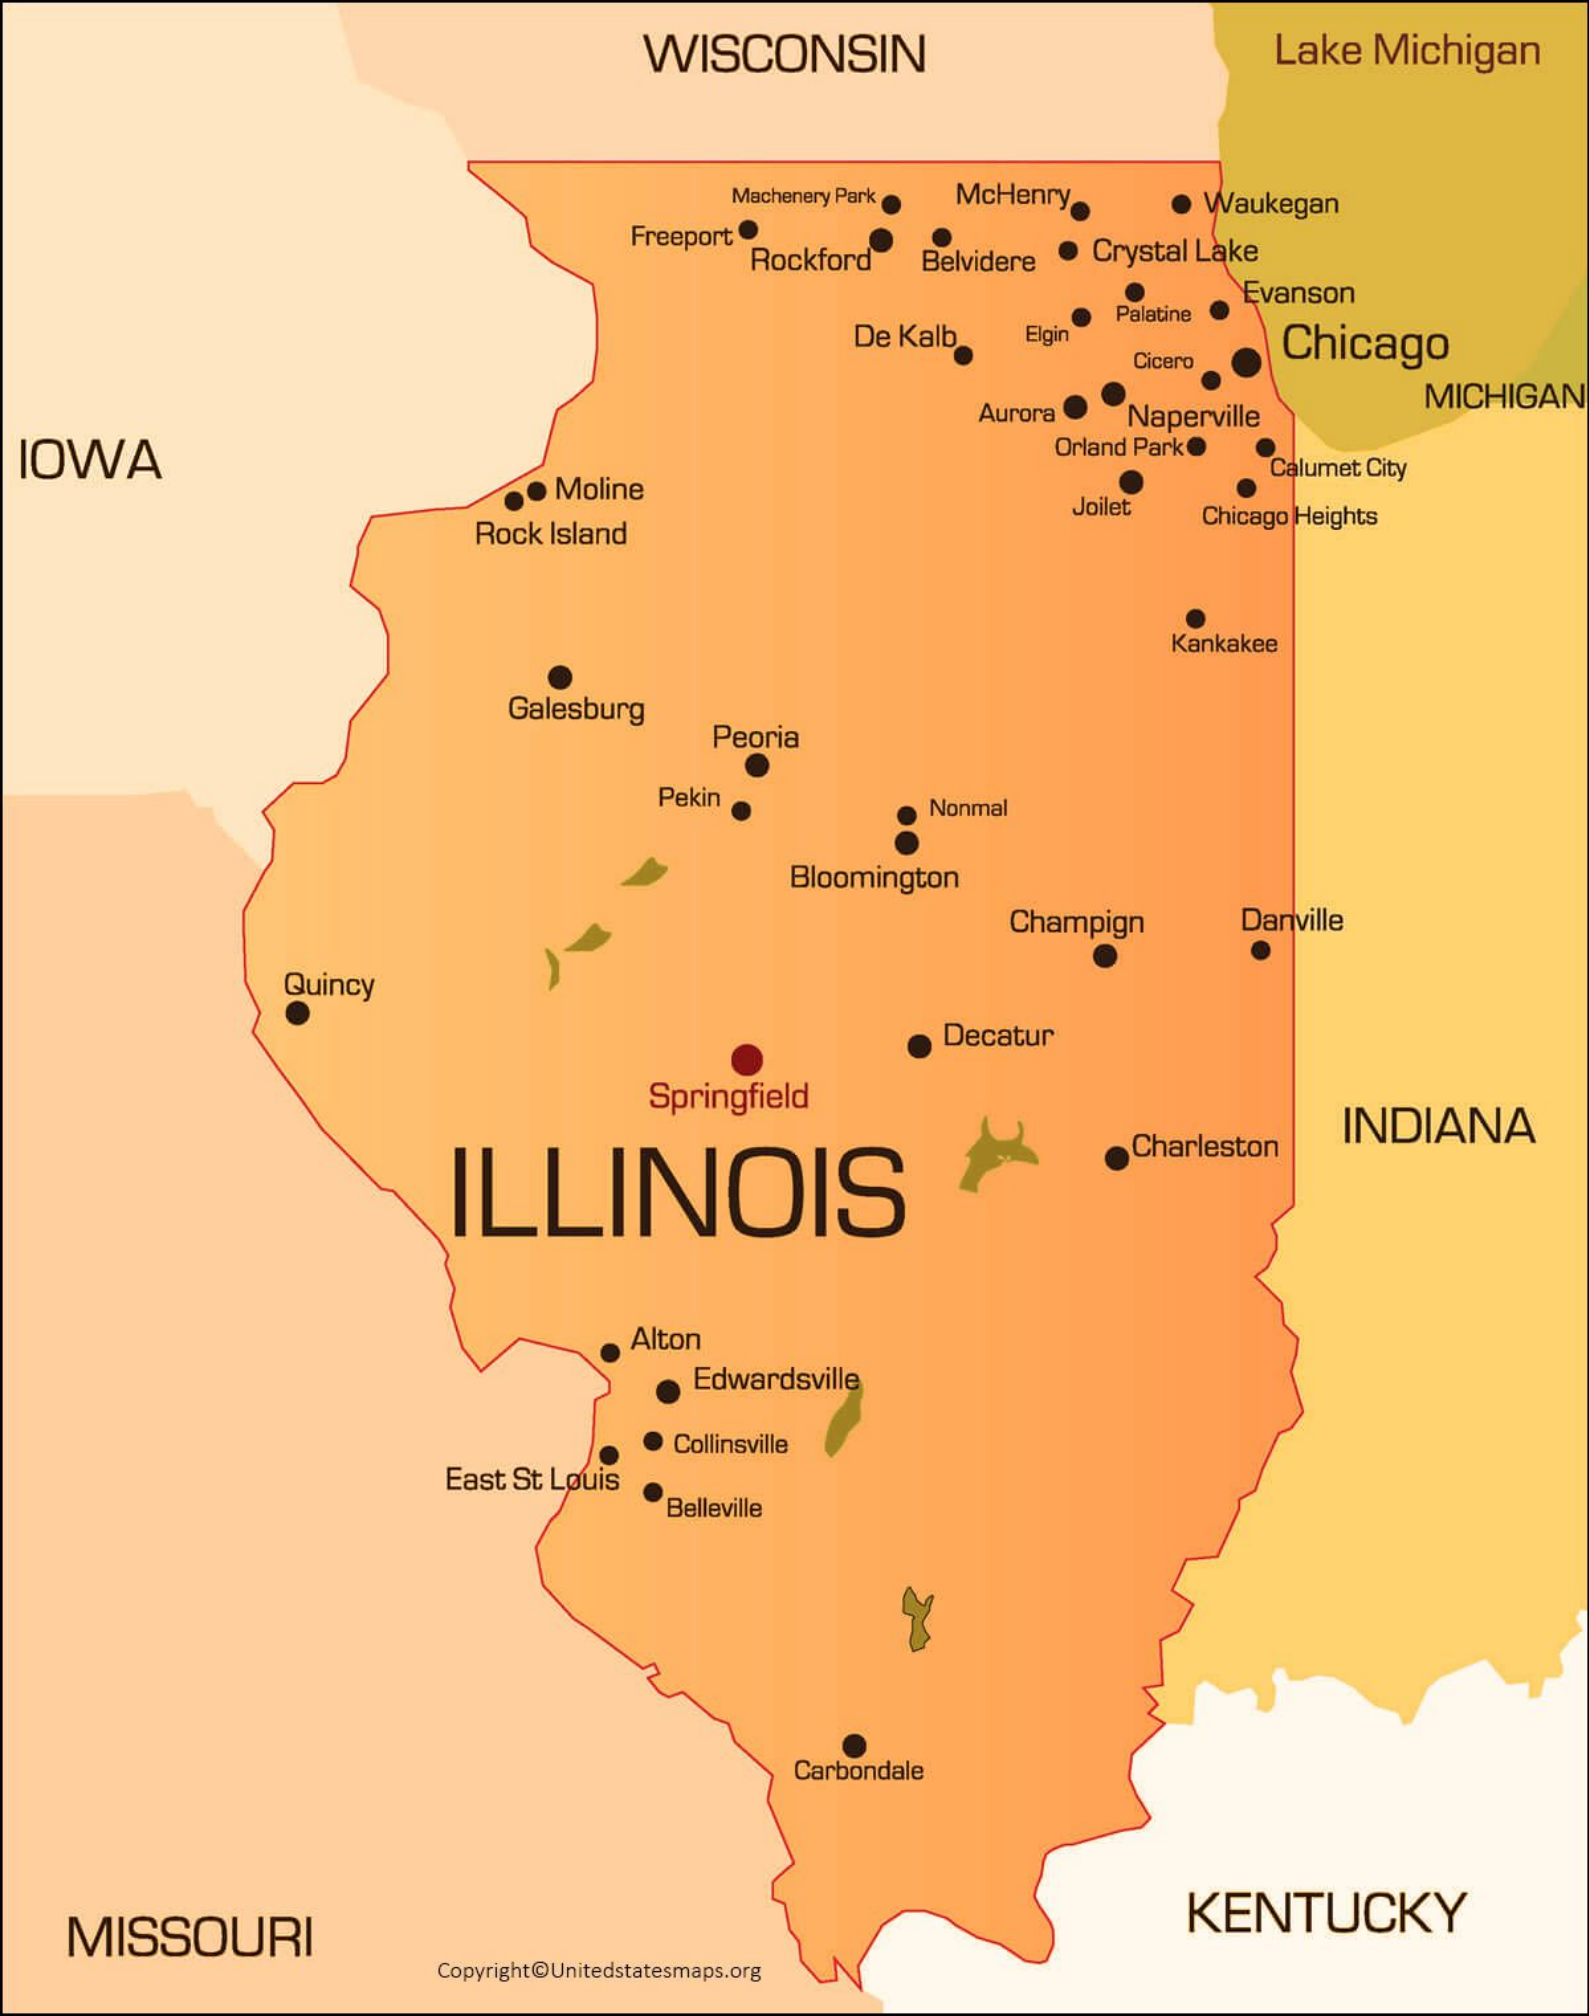 WISCONSIN
Lake Michigan
Machenery Park
McHenry
Waukegan
Freeport
Rockford
Belvidere
Crystal Lake
Evanson
Palatine
Elgin
De Kalb
Chicago
Cicero
MICHIGAN
Aurora
Naperville
IOWA
Orland Park
Calumet City
Moline
Joilet
Chicago Heights
Rock Island
Kankakee
Galesburg
Peoria
Pekin
Nonmal
Bloomington
Champign
Danville
Quincy
Decatur
Springfield
INDIANA
Charleston
ILLINOIS
Alton
Edwardsville
Collinsville
East St Louis
Belleville
Carbondale
KENTUCKY
MISSOURI
Copyright©Unitedstatesmaps.org